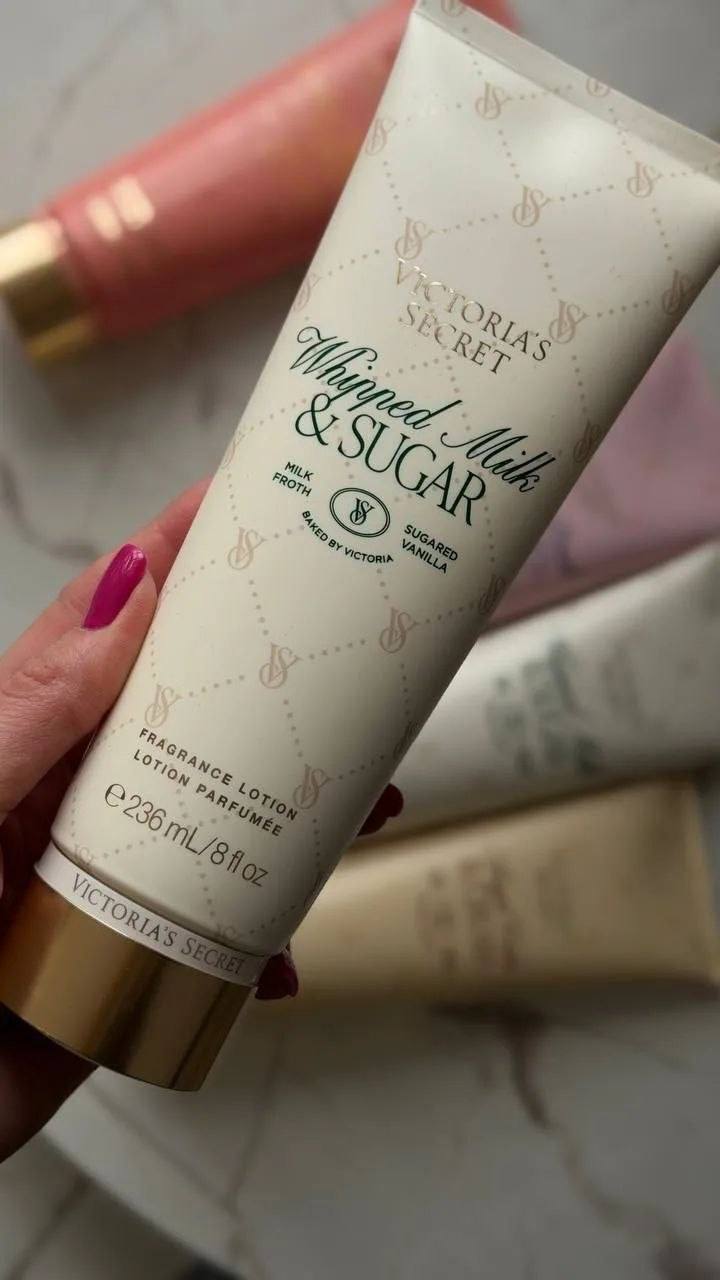 VICTORIA'S
SECRET
Whipped Milk
& SUGAR
MILK
FROTH
VS
SUGARED
VANILLA
BAKED BY VICTORIA
FRAGRANCE LOTION
LOTION PARFUMÉE
℮ 236 mL/8 fl oz
VICTORIA'S SECRET